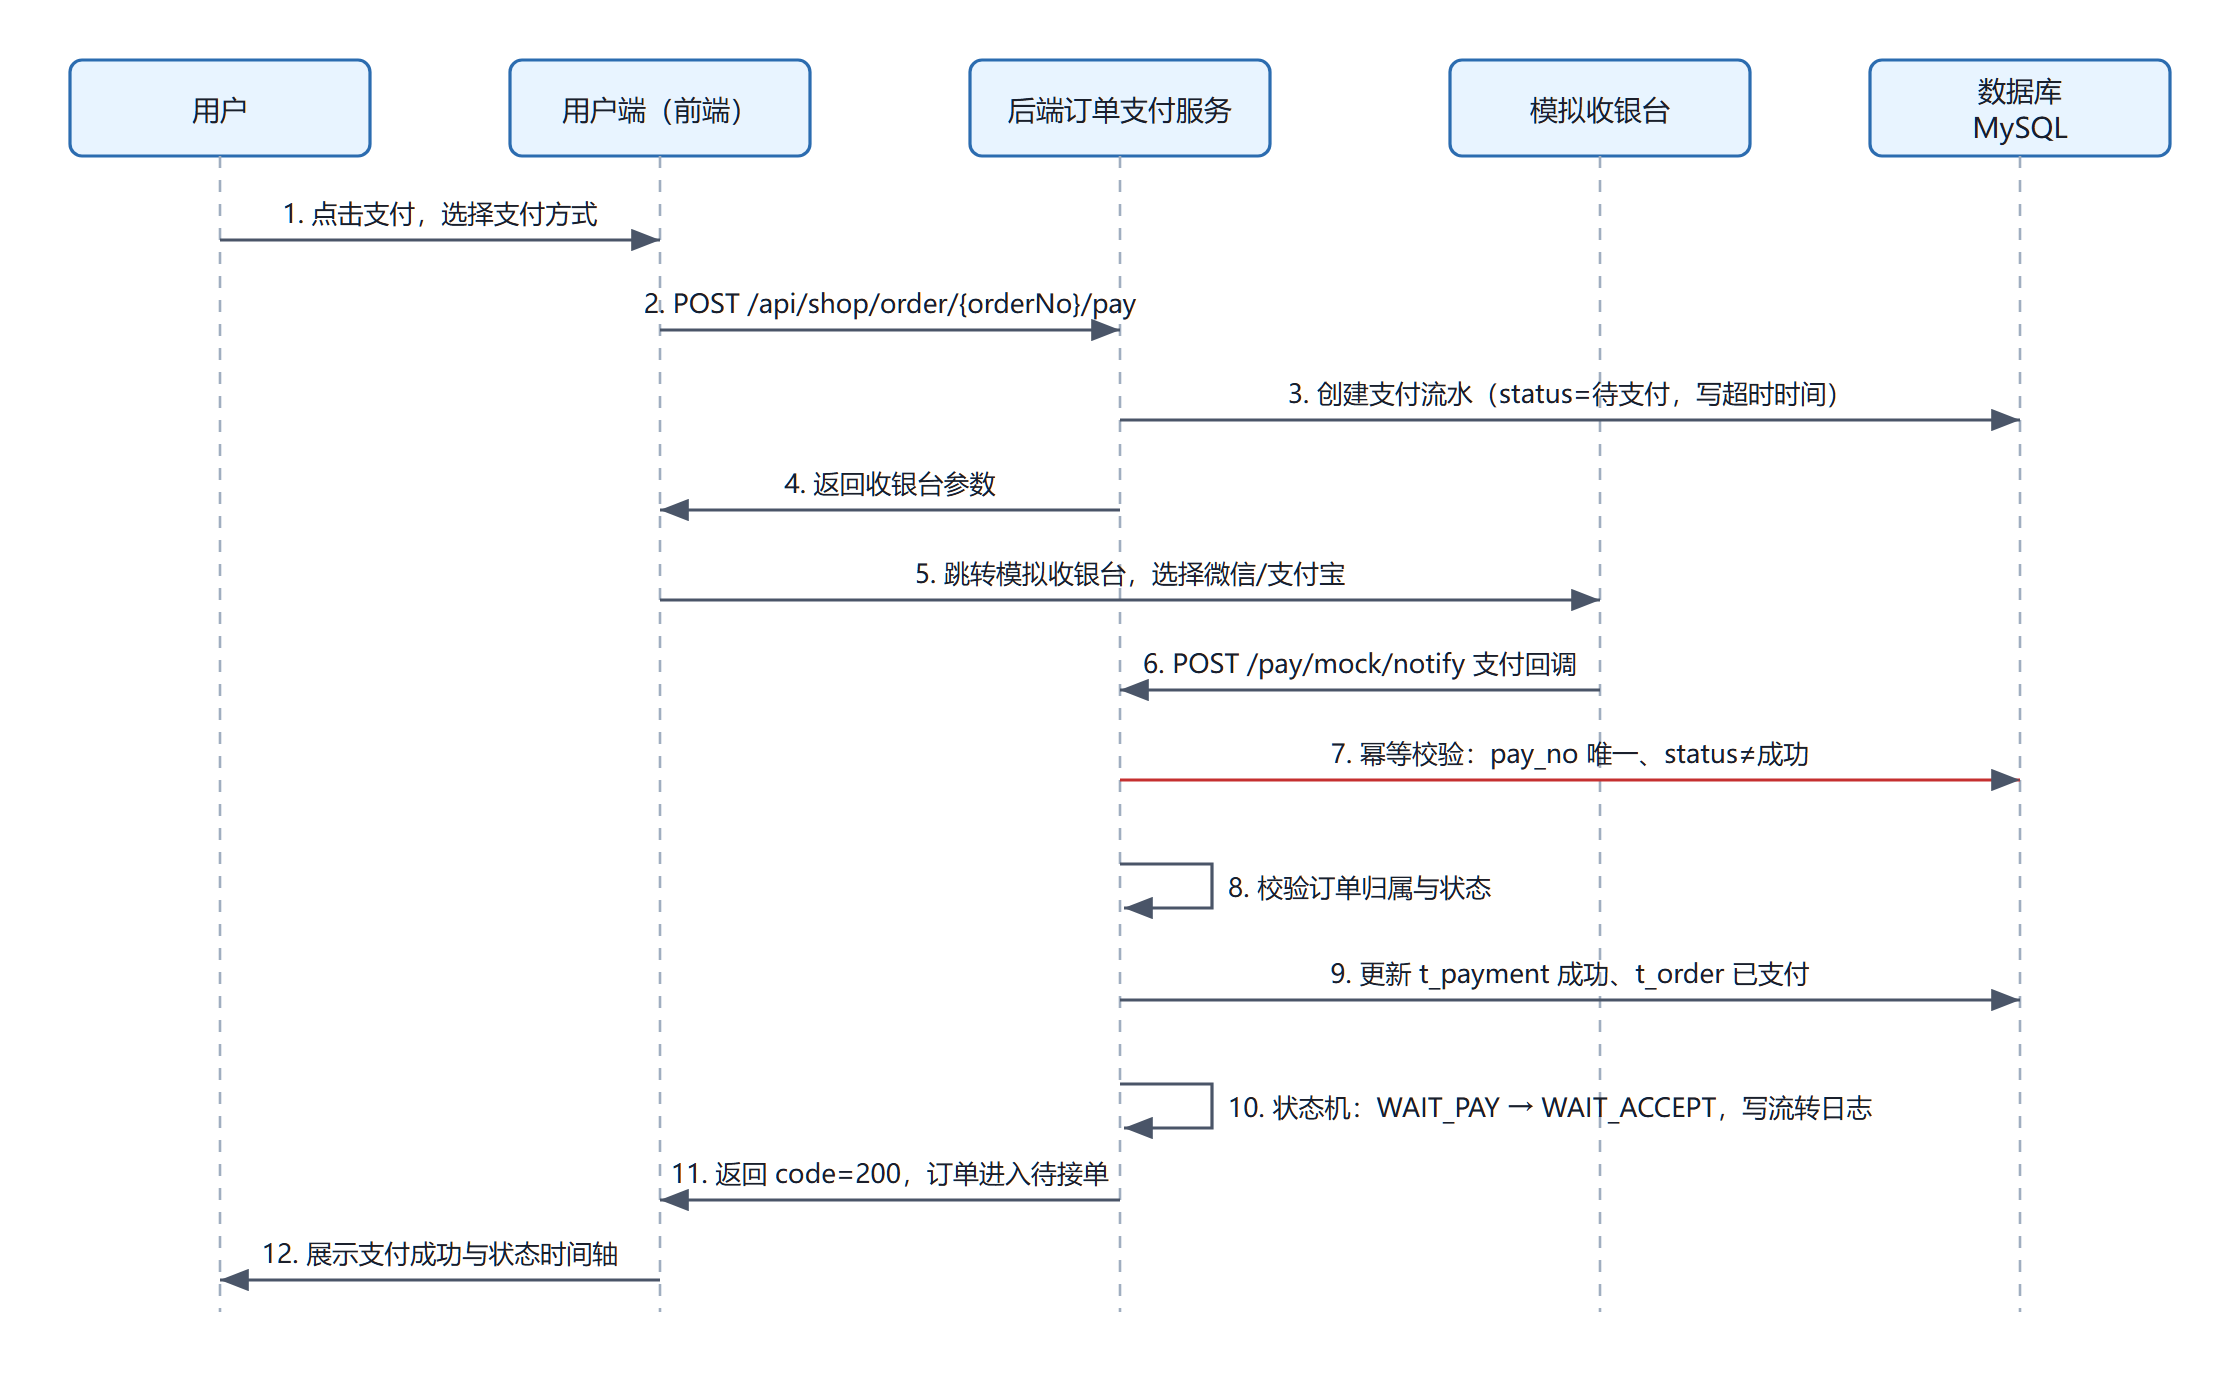 用户
用户端（前端）
后端订单支付服务
模拟收银台
数据库
MySQL
1. 点击支付，选择支付方式
2. POST /api/shop/order/{orderNo}/pay
3. 创建支付流水（status=待支付，写超时时间）
4. 返回收银台参数
5. 跳转模拟收银台，选择微信/支付宝
6. POST /pay/mock/notify 支付回调
7. 幂等校验：pay_no 唯一、status≠成功
8. 校验订单归属与状态
9. 更新 t_payment 成功、t_order 已支付
10. 状态机：WAIT_PAY → WAIT_ACCEPT，写流转日志
11. 返回 code=200，订单进入待接单
12. 展示支付成功与状态时间轴